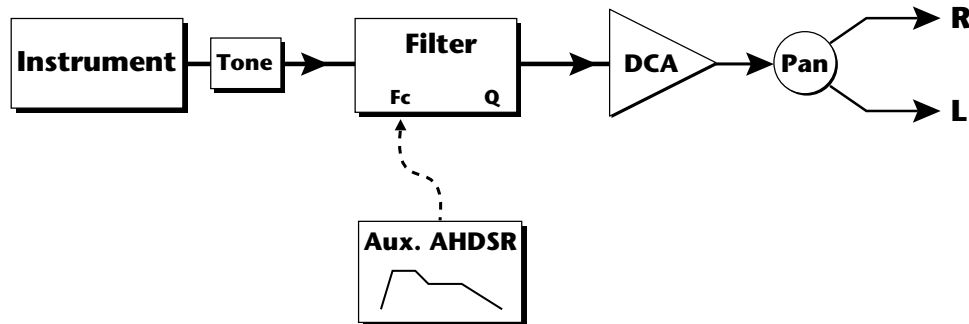 Instrument
Tone
Filter
Fc
Q
DCA
Pan
R
L
Aux. AHDSR